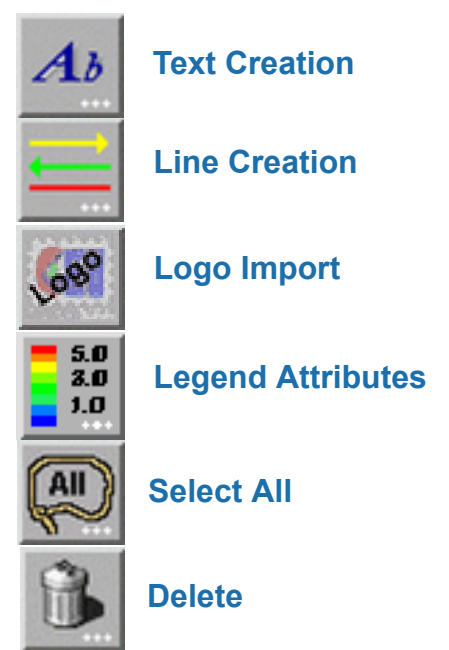 Ab
Text Creation
Line Creation
Logo
Logo Import
5.0
3.0
1.0
Legend Attributes
All
Select All
Delete